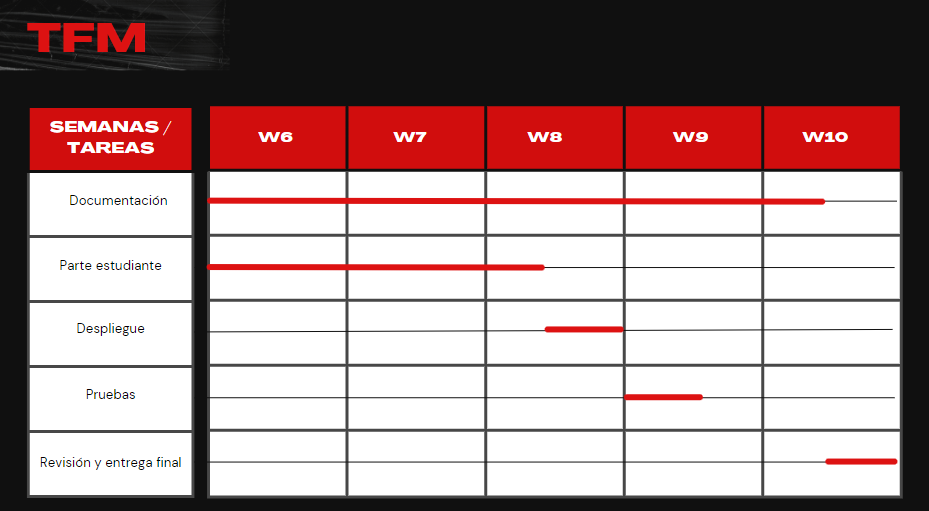 TFM
SEMANAS /
TAREAS
W6
W7
W8
W9
W10
Documentación
Parte estudiante
Despliegue
Pruebas
Revisión y entrega final